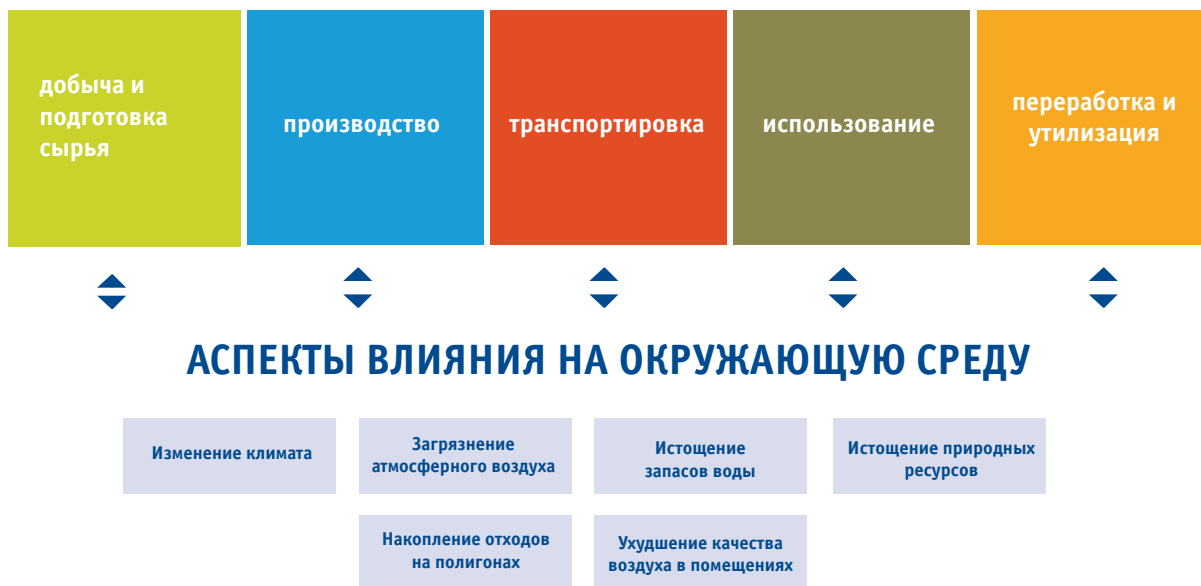 добыча и
подготовка
сырья
производство
транспортировка
использование
переработка и
утилизация
АСПЕКТЫ ВЛИЯНИЯ НА ОКРУЖАЮЩУЮ СРЕДУ
Изменение климата
Загрязнение
атмосферного воздуха
Истощение
запасов воды
Истощение природных
ресурсов
Накопление отходов
на полигонах
Ухудшение качества
воздуха в помещениях